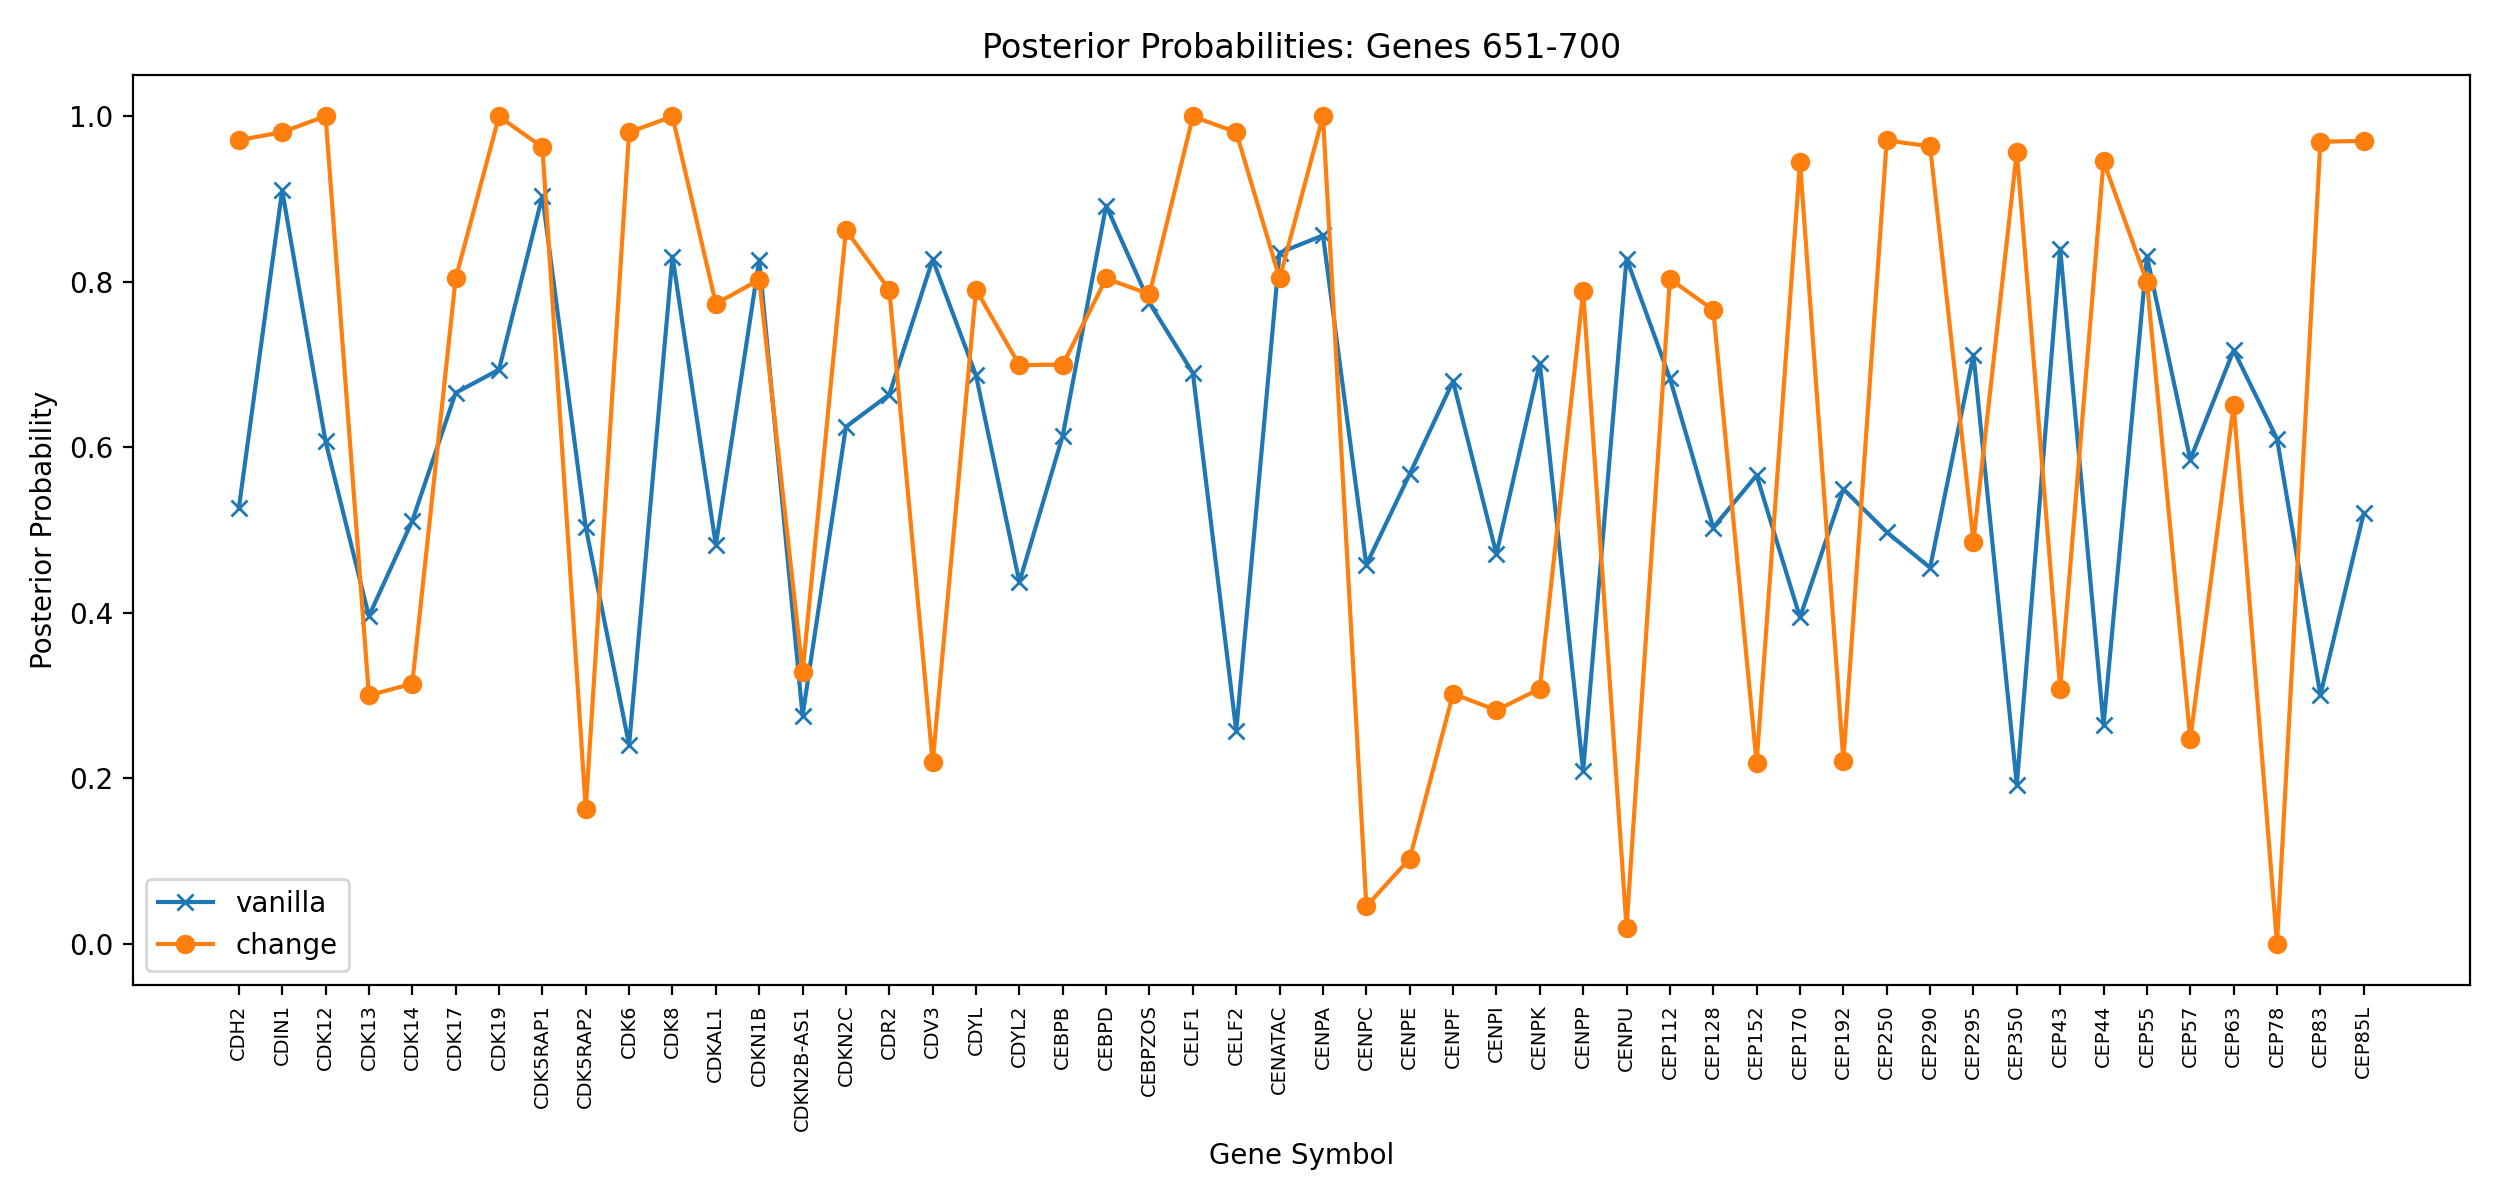 Posterior Probabilities: Genes 651-700
Posterior Probability
1.0
0.8
0.6
0.4
0.2
0.0
vanilla
change
CDH2
CDIN1
CDK12
CDK13
CDK14
CDK17
CDK19
CDK5RAP1
CDK5RAP2
CDK6
CDK8
CDKAL1
CDKN1B
CDKN2B-AS1
CDKN2C
CDR2
CDV3
CDYL
CDYL2
CEBPB
CEBPD
CEBPZOS
CELF1
CELF2
CENATAC
CENPA
CENPC
CENPE
CENPF
CENPI
CENPK
CENPP
CENPU
CEP112
CEP128
CEP152
CEP170
CEP192
CEP250
CEP290
CEP295
CEP350
CEP43
CEP44
CEP55
CEP57
CEP63
CEP78
CEP83
CEP85L
Gene Symbol